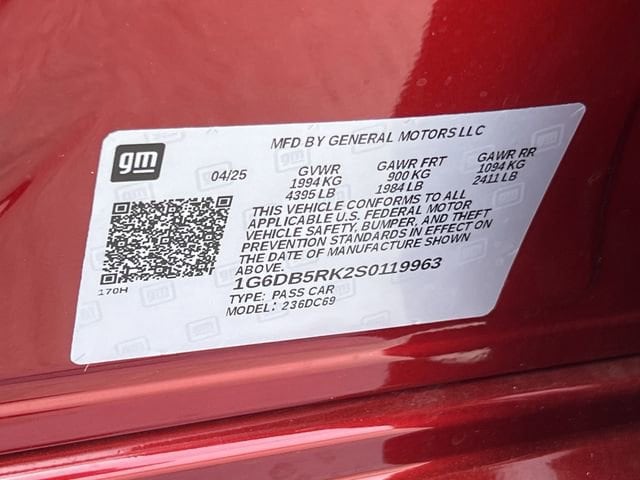 MFD BY GENERAL MOTORS LLC
gm
04/25
GVWR
1994 KG
4395 LB
GAWR FRT
900 KG
1984 LB
GAWR RR
1094 KG
2411 LB
THIS VEHICLE CONFORMS TO ALL
APPLICABLE U.S. FEDERAL MOTOR
VEHICLE SAFETY, BUMPER, AND THEFT
PREVENTION STANDARDS IN EFFECT ON
THE DATE OF MANUFACTURE SHOWN
ABOVE.
170H
1G6DB5RK2S0119963
TYPE: PASS CAR
MODEL: 236DC69